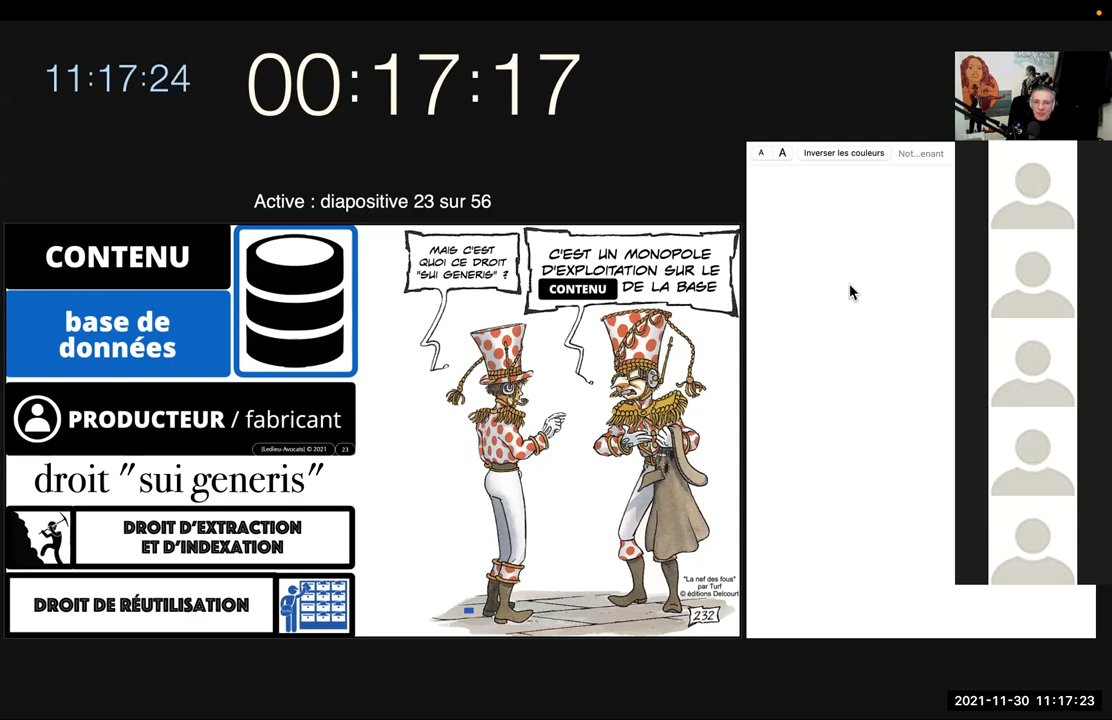 11:17:24
00:17:17
Active : diapositive 23 sur 56
A A Inverser les couleurs Not...enant
CONTENU
base de
données
PRODUCTEUR / fabricant
[Ledieu-Avocats] © 2021 23
droit "sui generis"
DROIT D'EXTRACTION
ET D'INDEXATION
DROIT DE RÉUTILISATION
MAIS C'EST
QUOI CE DROIT
"SUI GENERIS" ?
C'EST UN MONOPOLE
D'EXPLOITATION SUR LE
CONTENU DE LA BASE
"La nef des fous"
par Turf
© éditions Delcourt
232
2021-11-30 11:17:23